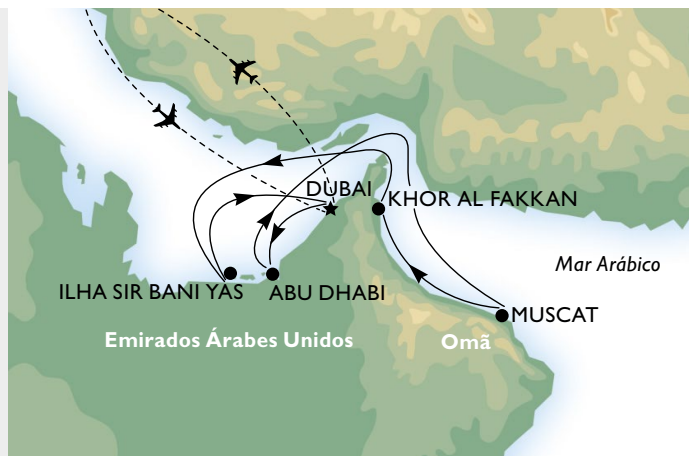 DUBAI
KHOR AL FAKKAN
Mar Arábico
ILHA SIR BANI YAS
ABU DHABI
MUSCAT
Emirados Árabes Unidos
Omã